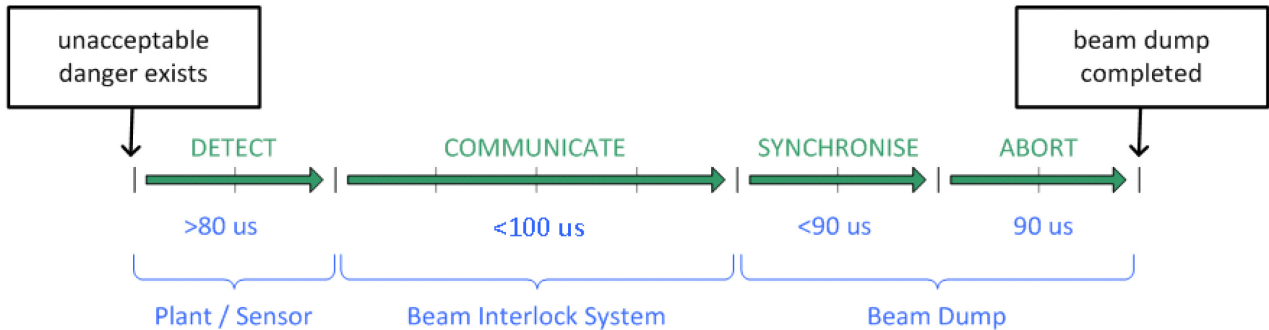 unacceptable
danger exists
beam dump
completed
DETECT
COMMUNICATE
SYNCHRONISE
ABORT
>80 us
<100 us
<90 us
90 us
Plant / Sensor
Beam Interlock System
Beam Dump